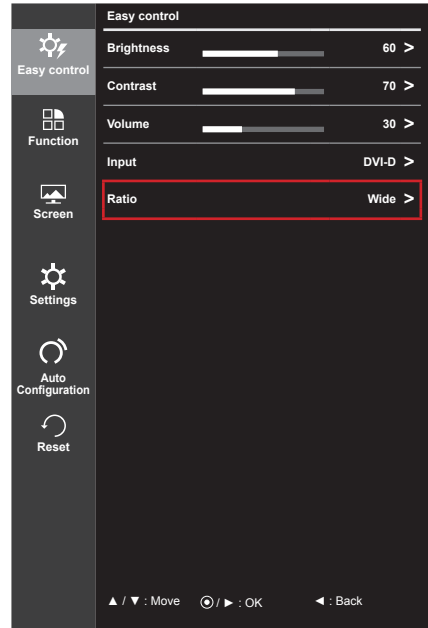 Easy control
Easy control
Function
Screen
Settings
Auto
Configuration
Reset
Brightness 60 >
Contrast 70 >
Volume 30 >
Input DVI-D >
Ratio Wide >
▲ / ▼ : Move ⦿ / ► : OK ◄ : Back